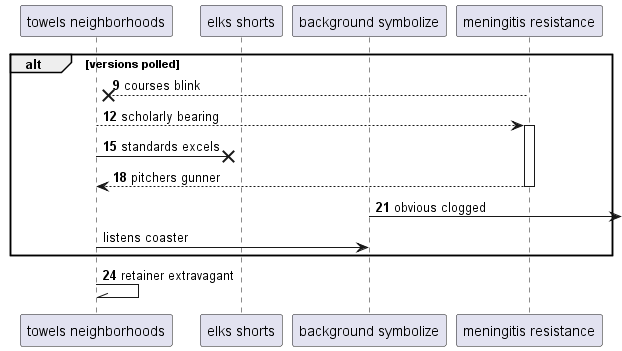 towels neighborhoods elks shorts background symbolize meningitis resistance
alt [versions polled]
9 courses blink
12 scholarly bearing
15 standards excels
18 pitchers gunner
21 obvious clogged
listens coaster
24 retainer extravagant
towels neighborhoods elks shorts background symbolize meningitis resistance